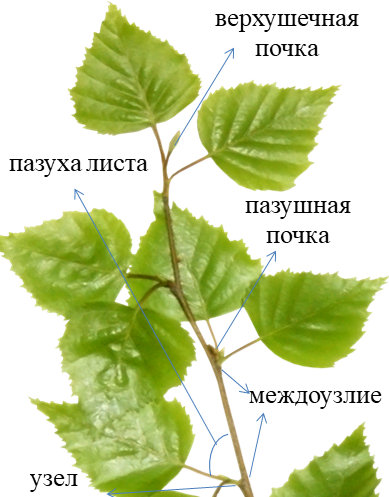 верхушечная
почка
пазуха листа
пазушная
почка
междоузлие
узел